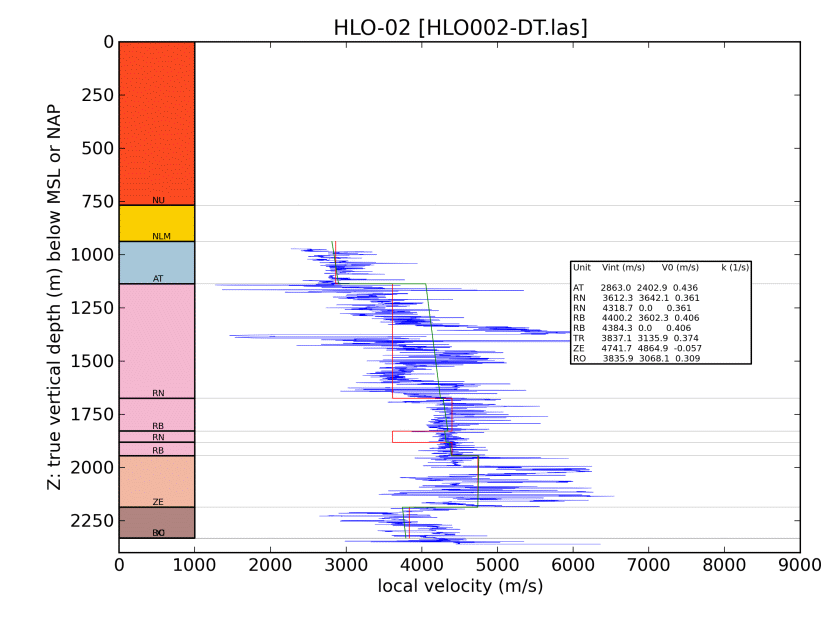 HLO-02 [HLO002-DT.las]
Z: true vertical depth (m) below MSL or NAP
0
250
500
750
1000
1250
1500
1750
2000
2250
NU
NLM
AT
RN
RB
RN
RB
ZE
Unit Vint (m/s) V0 (m/s) k (1/s)
AT 2863.0 2402.9 0.436
RN 3612.3 3642.1 0.361
RN 4318.7 0.0 0.361
RB 4400.2 3602.3 0.406
RB 4384.3 0.0 0.406
TR 3837.1 3135.9 0.374
ZE 4741.7 4864.9 -0.057
RO 3835.9 3068.1 0.309
0 1000 2000 3000 4000 5000 6000 7000 8000 9000
local velocity (m/s)